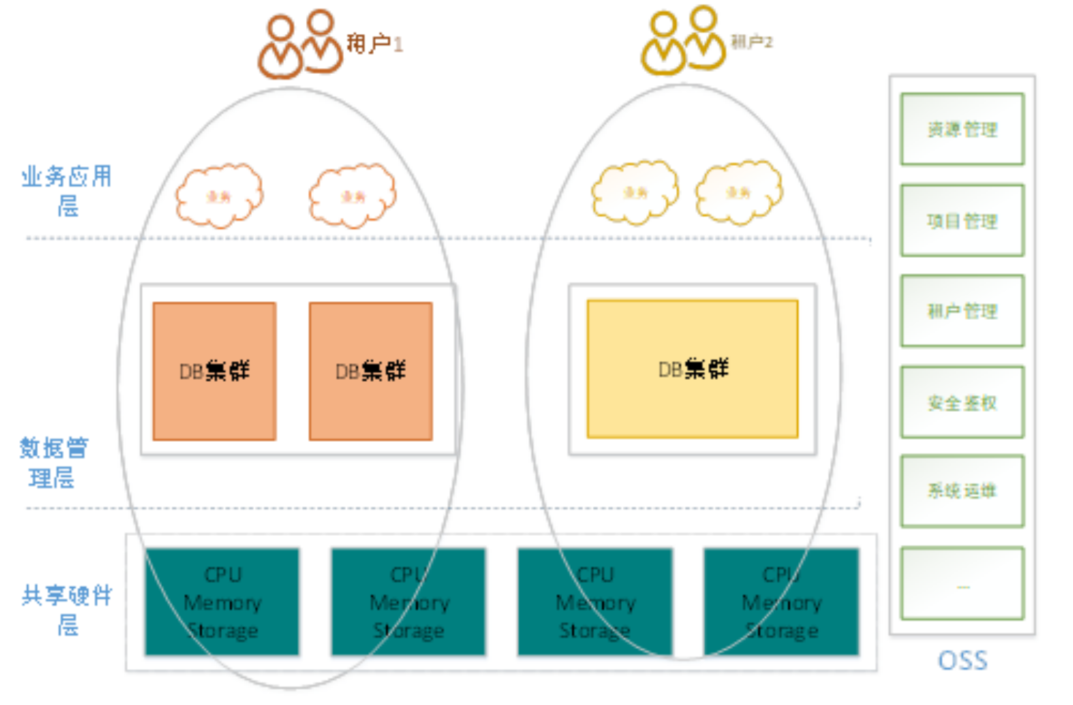 租户1
租户2
业务应用
层
业务
业务
业务
业务
DB集群
DB集群
DB集群
数据管
理层
共享硬件
层
CPU
Memory
Storage
CPU
Memory
Storage
CPU
Memory
Storage
CPU
Memory
Storage
资源管理
项目管理
租户管理
安全鉴权
系统运维
...
OSS